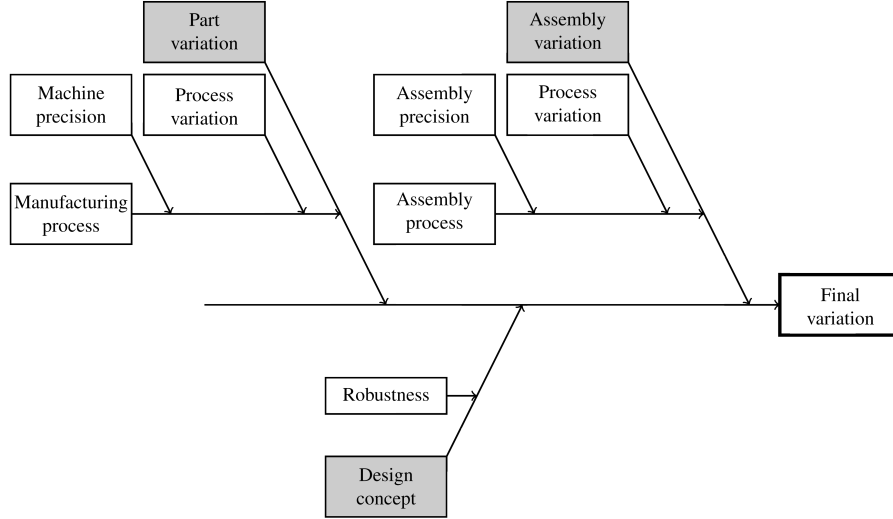 Part
variation
Assembly
variation
Machine
precision
Process
variation
Assembly
precision
Process
variation
Manufacturing
process
Assembly
process
Final
variation
Robustness
Design
concept